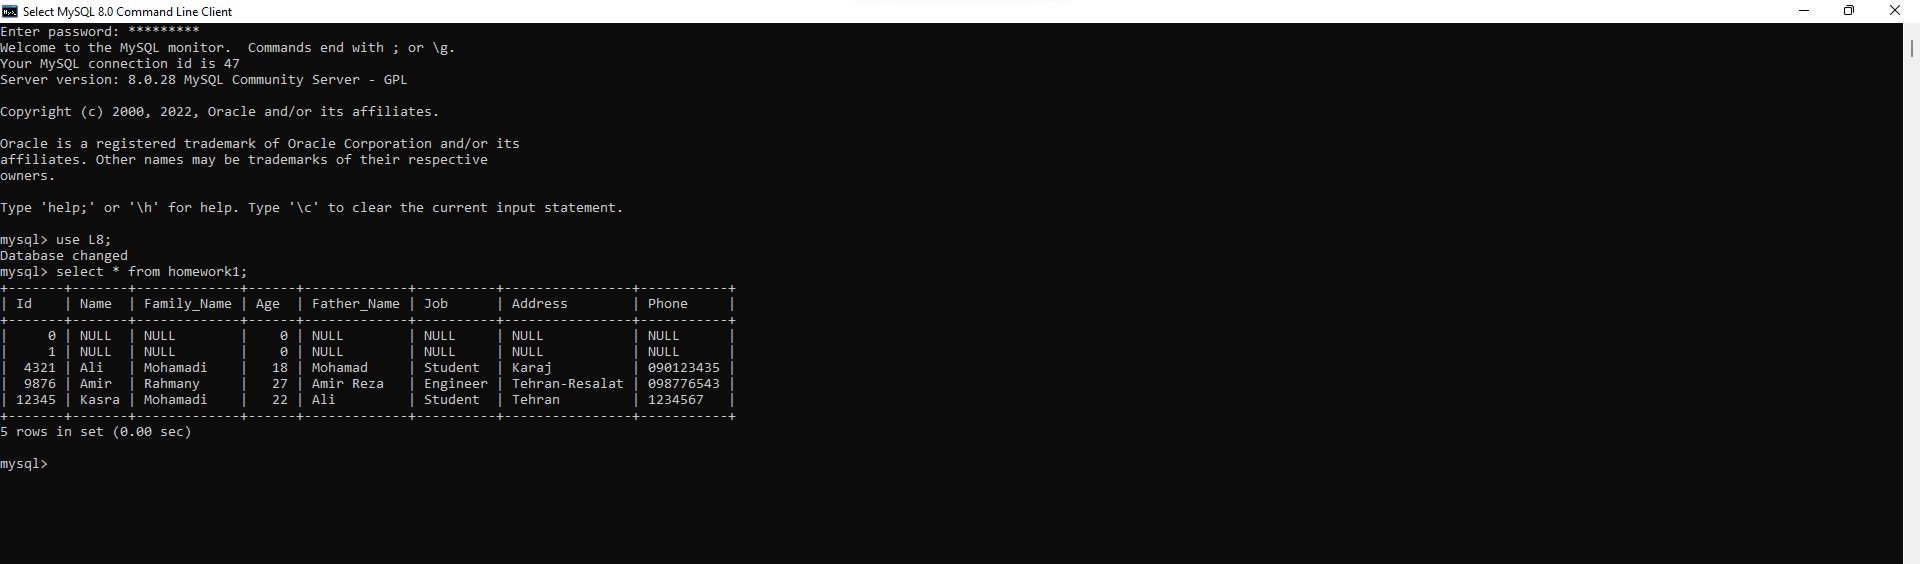 Select MySQL 8.0 Command Line Client
Enter password: *********
Welcome to the MySQL monitor.  Commands end with ; or \g.
Your MySQL connection id is 47
Server version: 8.0.28 MySQL Community Server - GPL

Copyright (c) 2000, 2022, Oracle and/or its affiliates.

Oracle is a registered trademark of Oracle Corporation and/or its
affiliates. Other names may be trademarks of their respective
owners.

Type 'help;' or '\h' for help. Type '\c' to clear the current input statement.

mysql> use L8;
Database changed
mysql> select * from homework1;
+-------+-------+-------------+------+-------------+----------+----------------+-----------+
| Id    | Name  | Family_Name | Age  | Father_Name | Job      | Address        | Phone     |
+-------+-------+-------------+------+-------------+----------+----------------+-----------+
|     0 | NULL  | NULL        |    0 | NULL        | NULL     | NULL           | NULL      |
|     1 | NULL  | NULL        |    0 | NULL        | NULL     | NULL           | NULL      |
|  4321 | Ali   | Mohamadi    |   18 | Mohamad     | Student  | Karaj          | 090123435 |
|  9876 | Amir  | Rahmany     |   27 | Amir Reza   | Engineer | Tehran-Resalat | 098776543 |
| 12345 | Kasra | Mohamadi    |   22 | Ali         | Student  | Tehran         | 1234567   |
+-------+-------+-------------+------+-------------+----------+----------------+-----------+
5 rows in set (0.00 sec)

mysql>